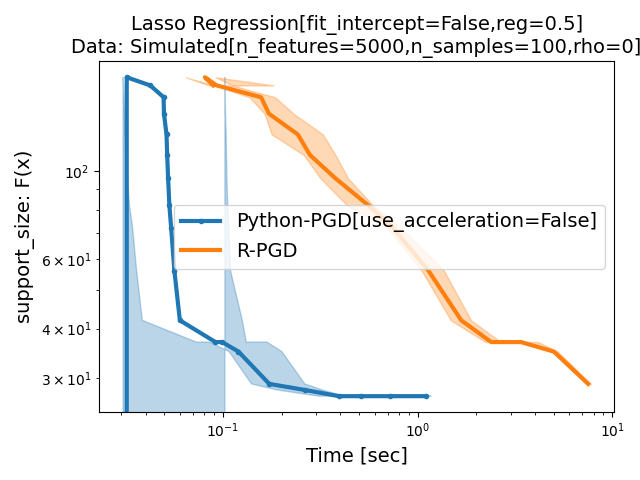 Lasso Regression[fit_intercept=False,reg=0.5]
Data: Simulated[n_features=5000,n_samples=100,rho=0]
support_size: F(x)
10²
6 × 10¹
4 × 10¹
3 × 10¹
Python-PGD[use_acceleration=False]
R-PGD
10⁻¹ 10⁰ 10¹
Time [sec]